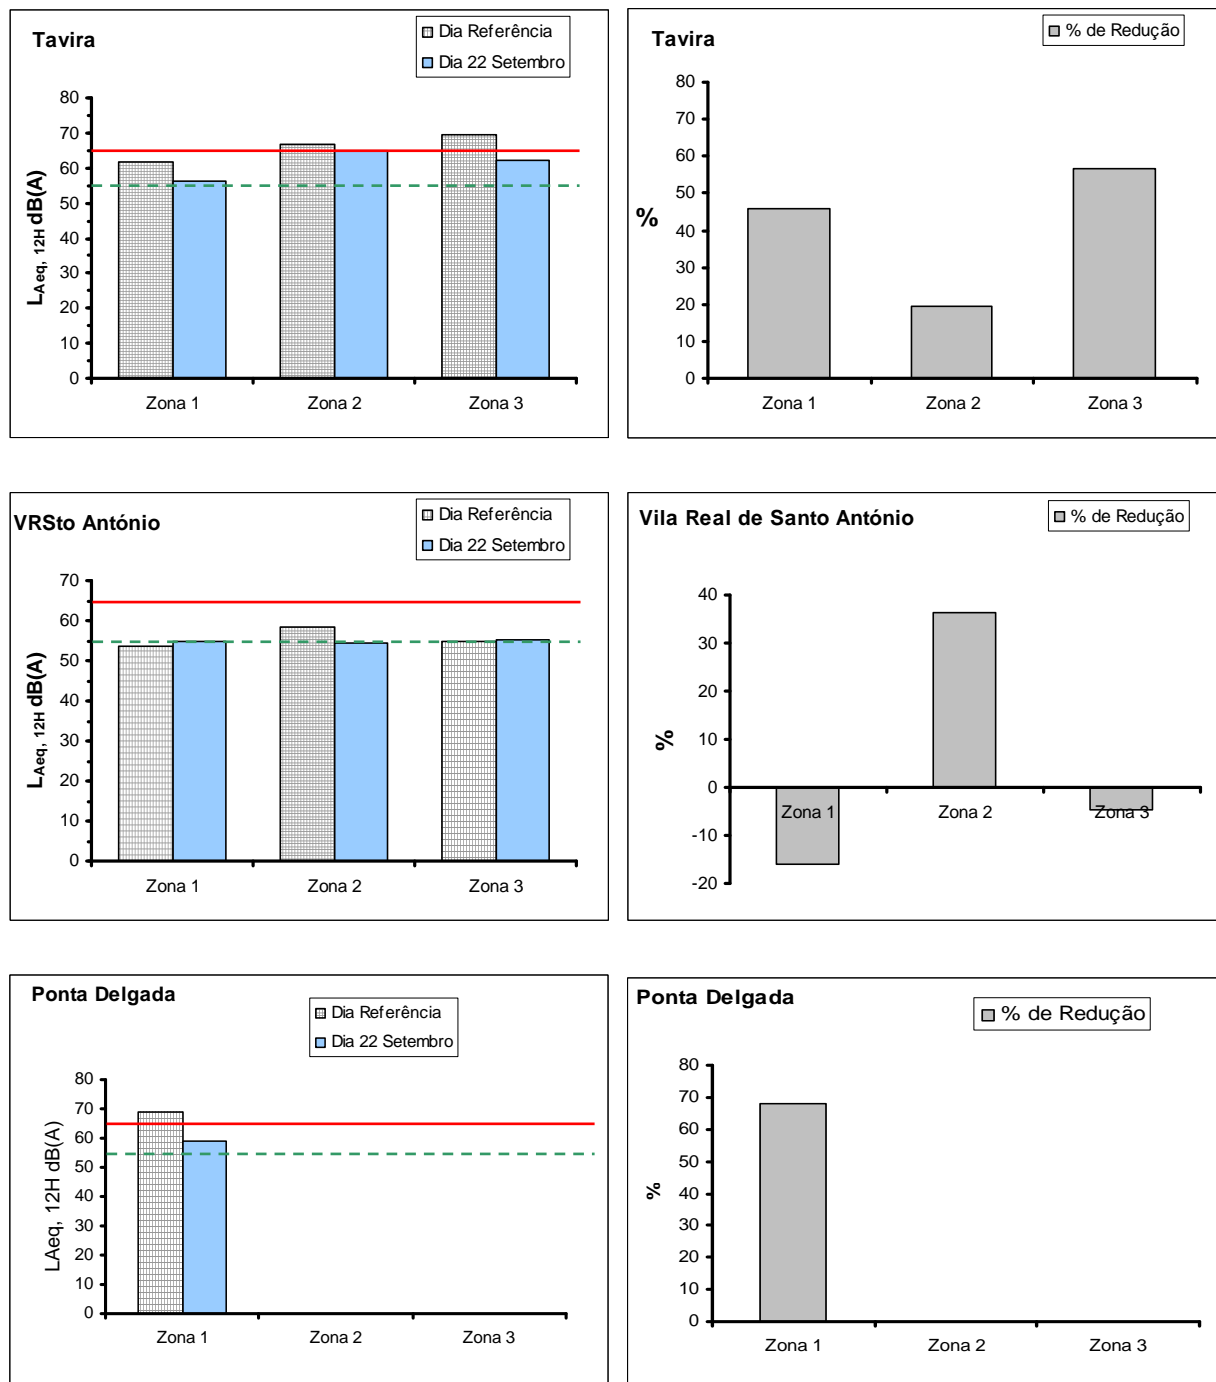 Tavira
Dia Referência
Dia 22 Setembro
80
70
60
50
40
30
20
10
0
LAeq, 12H dB(A)
Zona 1 Zona 2 Zona 3
Tavira
% de Redução
80
70
60
50
40
30
20
10
0
%
Zona 1 Zona 2 Zona 3
VRSto António
Dia Referência
Dia 22 Setembro
70
60
50
40
30
20
10
0
LAeq, 12H dB(A)
Zona 1 Zona 2 Zona 3
Vila Real de Santo António
% de Redução
40
30
20
10
0
-10
-20
%
Zona 1 Zona 2 Zona 3
Ponta Delgada
Dia Referência
Dia 22 Setembro
80
70
60
50
40
30
20
10
0
LAeq, 12H dB(A)
Zona 1 Zona 2 Zona 3
Ponta Delgada
% de Redução
80
70
60
50
40
30
20
10
0
%
Zona 1 Zona 2 Zona 3